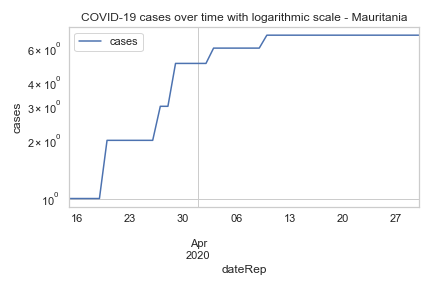 COVID-19 cases over time with logarithmic scale - Mauritania
cases
6 × 10⁰
4 × 10⁰
3 × 10⁰
2 × 10⁰
10⁰
cases
16 23 30 06 13 20 27
Apr
2020
dateRep